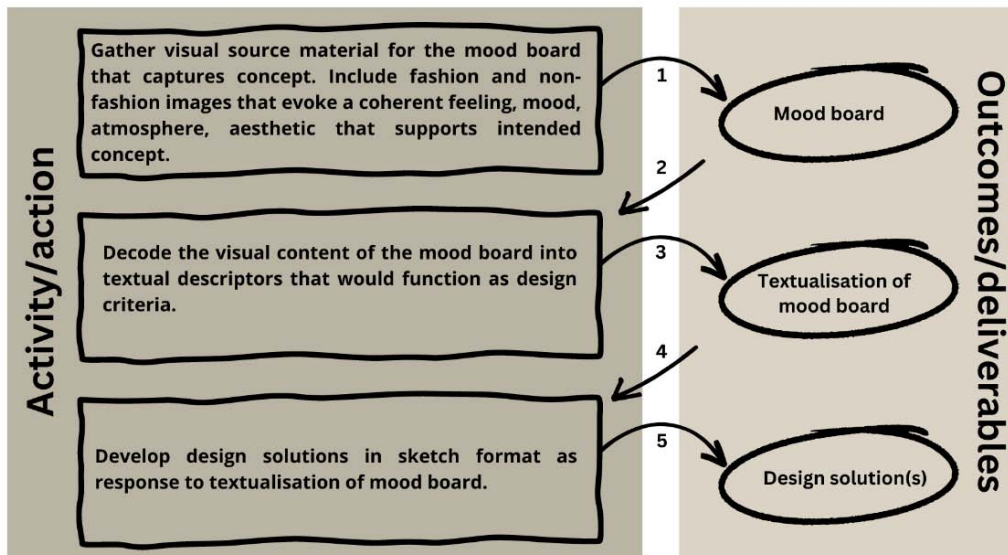 Activity/action
Gather visual source material for the mood board
that captures concept. Include fashion and non-
fashion images that evoke a coherent feeling, mood,
atmosphere, aesthetic that supports intended
concept.
1
Mood board
2
Decode the visual content of the mood board into
textual descriptors that would function as design
criteria.
3
Textualisation of
mood board
4
Develop design solutions in sketch format as
response to textualisation of mood board.
5
Design solution(s)
Outcomes/deliverables